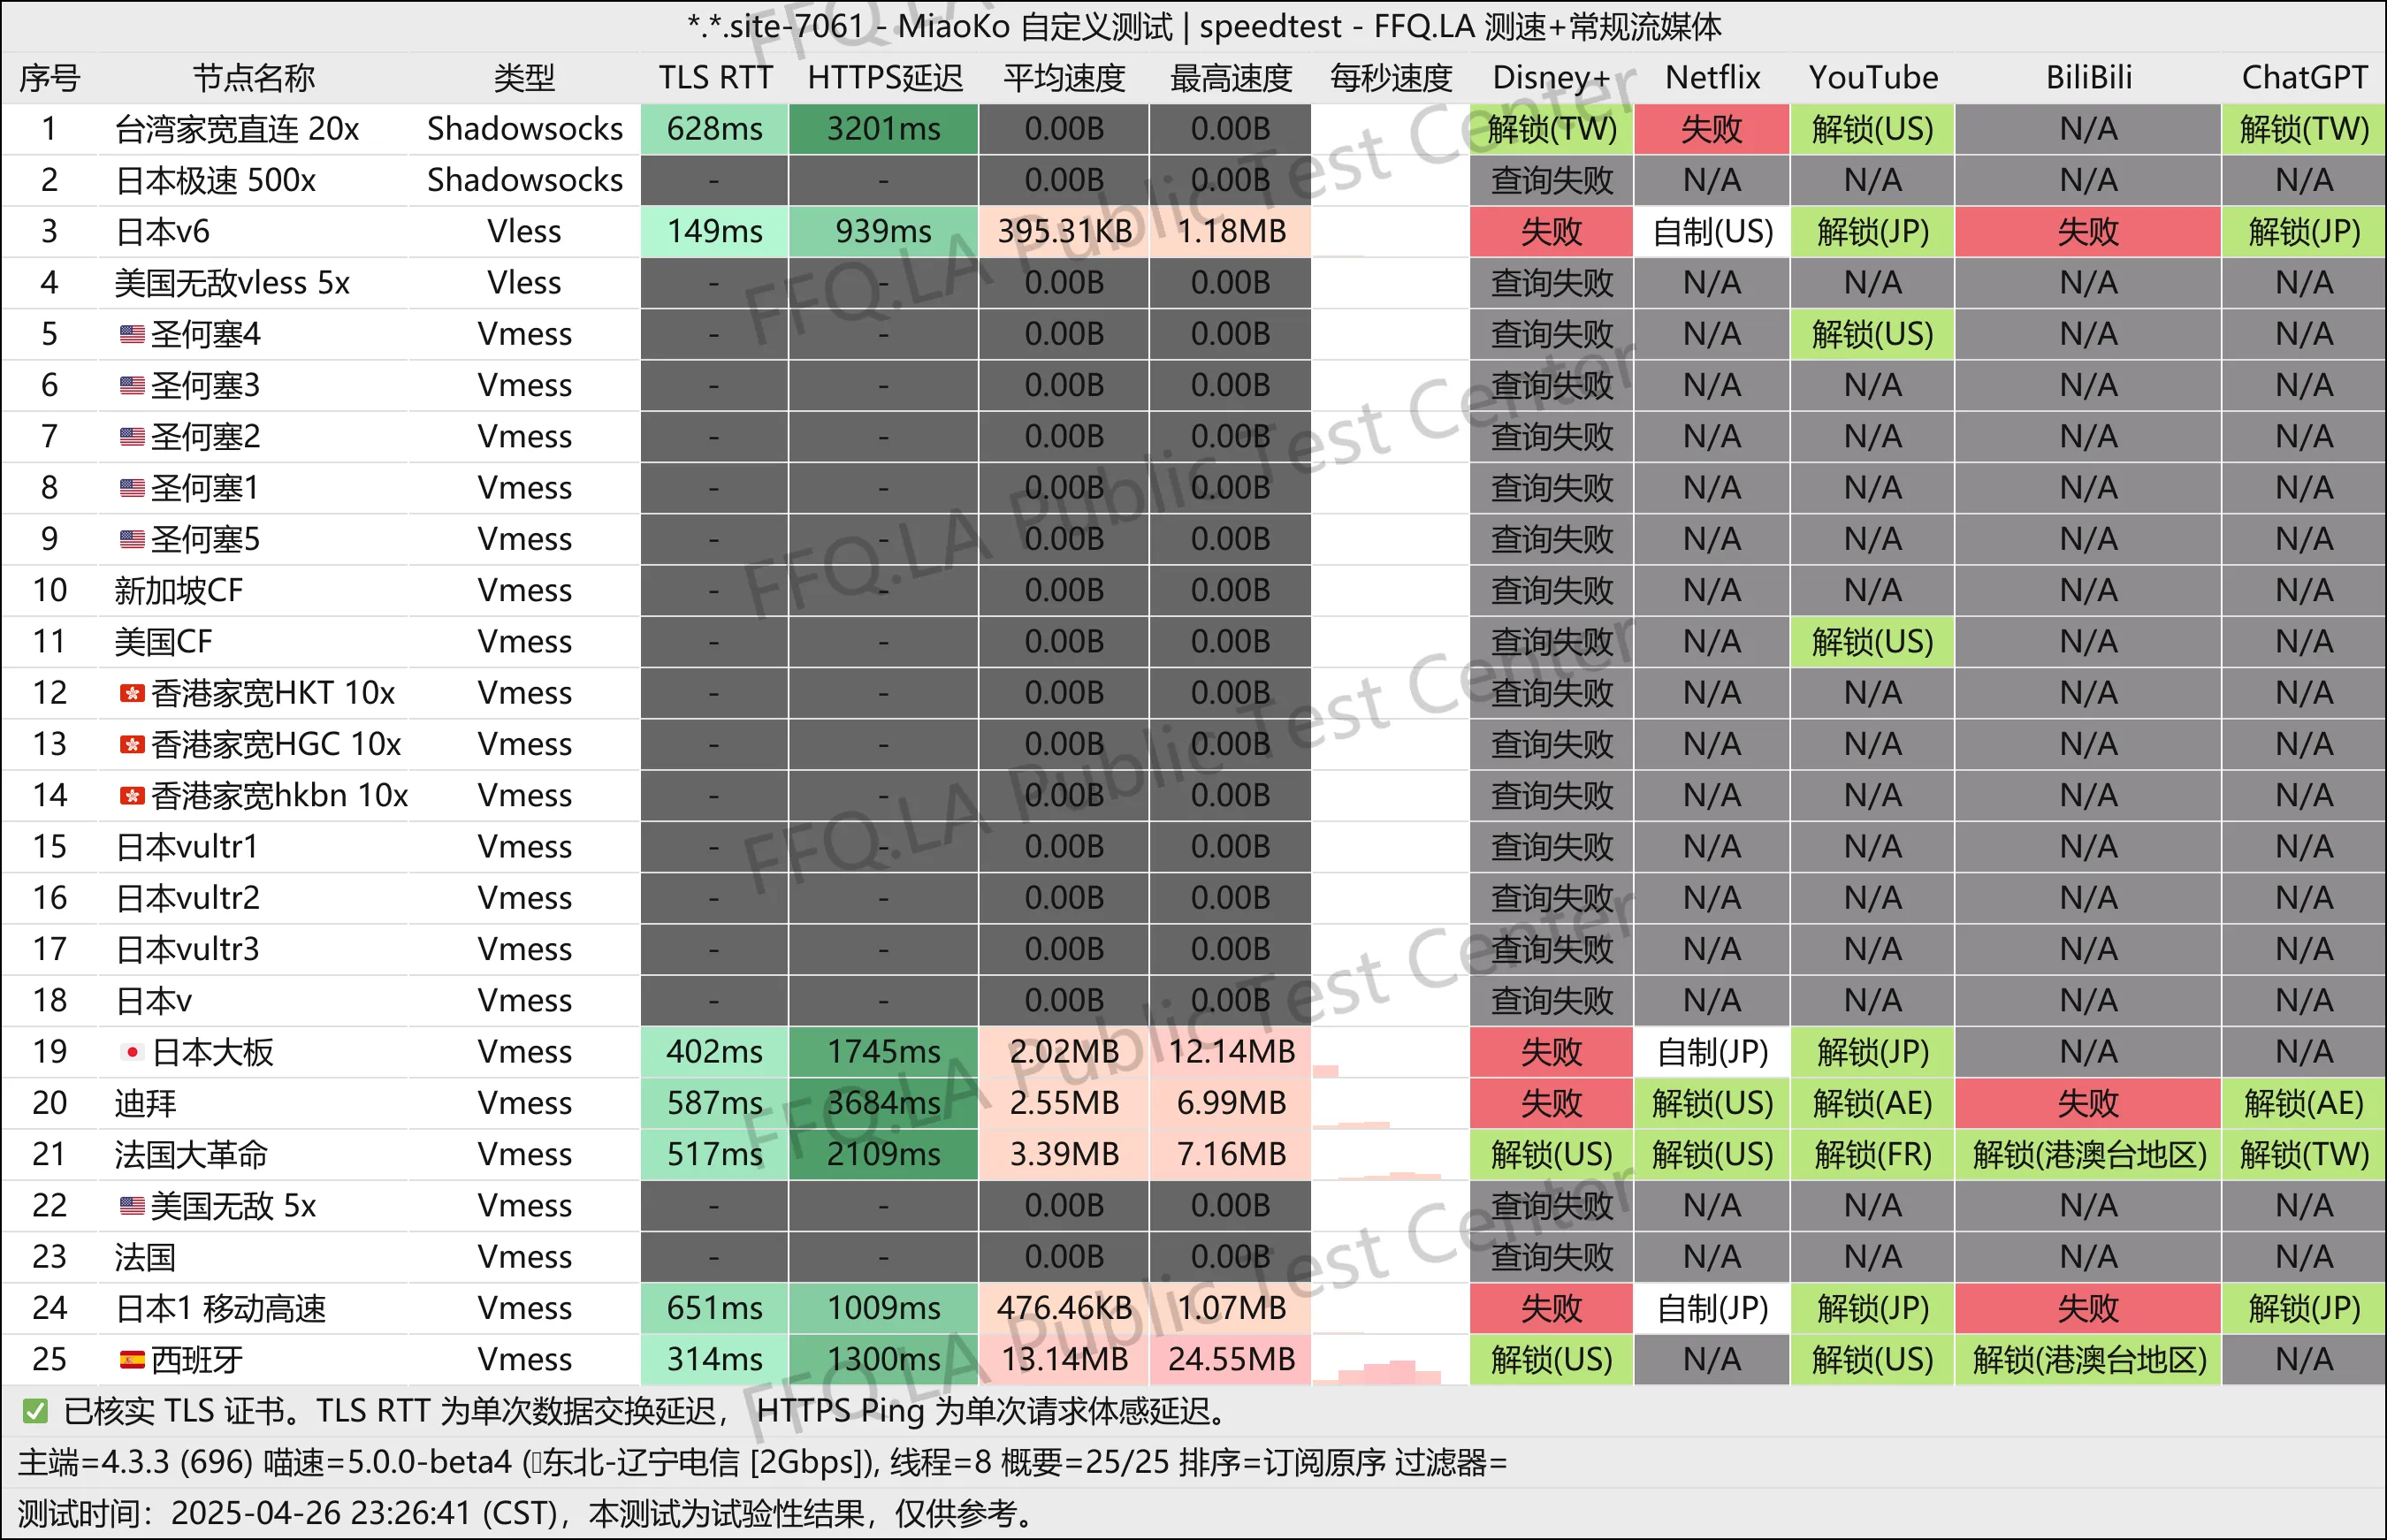 *.*.site-7061 - MiaoKo 自定义测试 | speedtest - FFQ.LA 测速+常规流媒体
序号 节点名称 类型 TLS RTT HTTPS延迟 平均速度 最高速度 每秒速度 Disney+ Netflix YouTube BiliBili ChatGPT
1 台湾家宽直连 20x Shadowsocks 628ms 3201ms 0.00B 0.00B 解锁(TW) 失败 解锁(US) N/A 解锁(TW)
2 日本极速 500x Shadowsocks - - 0.00B 0.00B 查询失败 N/A N/A N/A N/A
3 日本v6 Vless 149ms 939ms 395.31KB 1.18MB 失败 自制(US) 解锁(JP) 失败 解锁(JP)
4 美国无敌vless 5x Vless - - 0.00B 0.00B 查询失败 N/A N/A N/A N/A
5 圣何塞4 Vmess - - 0.00B 0.00B 查询失败 N/A 解锁(US) N/A N/A
6 圣何塞3 Vmess - - 0.00B 0.00B 查询失败 N/A N/A N/A N/A
7 圣何塞2 Vmess - - 0.00B 0.00B 查询失败 N/A N/A N/A N/A
8 圣何塞1 Vmess - - 0.00B 0.00B 查询失败 N/A N/A N/A N/A
9 圣何塞5 Vmess - - 0.00B 0.00B 查询失败 N/A N/A N/A N/A
10 新加坡CF Vmess - - 0.00B 0.00B 查询失败 N/A N/A N/A N/A
11 美国CF Vmess - - 0.00B 0.00B 查询失败 N/A 解锁(US) N/A N/A
12 香港家宽HKT 10x Vmess - - 0.00B 0.00B 查询失败 N/A N/A N/A N/A
13 香港家宽HGC 10x Vmess - - 0.00B 0.00B 查询失败 N/A N/A N/A N/A
14 香港家宽hkbn 10x Vmess - - 0.00B 0.00B 查询失败 N/A N/A N/A N/A
15 日本vultr1 Vmess - - 0.00B 0.00B 查询失败 N/A N/A N/A N/A
16 日本vultr2 Vmess - - 0.00B 0.00B 查询失败 N/A N/A N/A N/A
17 日本vultr3 Vmess - - 0.00B 0.00B 查询失败 N/A N/A N/A N/A
18 日本v Vmess - - 0.00B 0.00B 查询失败 N/A N/A N/A N/A
19 日本大板 Vmess 402ms 1745ms 2.02MB 12.14MB 失败 自制(JP) 解锁(JP) N/A N/A
20 迪拜 Vmess 587ms 3684ms 2.55MB 6.99MB 失败 解锁(US) 解锁(AE) 失败 解锁(AE)
21 法国大革命 Vmess 517ms 2109ms 3.39MB 7.16MB 解锁(US) 解锁(US) 解锁(FR) 解锁(港澳台地区) 解锁(TW)
22 美国无敌 5x Vmess - - 0.00B 0.00B 查询失败 N/A N/A N/A N/A
23 法国 Vmess - - 0.00B 0.00B 查询失败 N/A N/A N/A N/A
24 日本1 移动高速 Vmess 651ms 1009ms 476.46KB 1.07MB 失败 自制(JP) 解锁(JP) 失败 解锁(JP)
25 西班牙 Vmess 314ms 1300ms 13.14MB 24.55MB 解锁(US) N/A 解锁(US) 解锁(港澳台地区) N/A
✅ 已核实 TLS 证书。TLS RTT 为单次数据交换延迟， HTTPS Ping 为单次请求体感延迟。
主端=4.3.3 (696) 喵速=5.0.0-beta4 (东北-辽宁电信 [2Gbps]), 线程=8 概要=25/25 排序=订阅原序 过滤器=
测试时间：2025-04-26 23:26:41 (CST)，本测试为试验性结果，仅供参考。
FFQ.LA Public Test Center
FFQ.LA Public Test Center
FFQ.LA Public Test Center
FFQ.LA Public Test Center
FFQ.LA Public Test Center